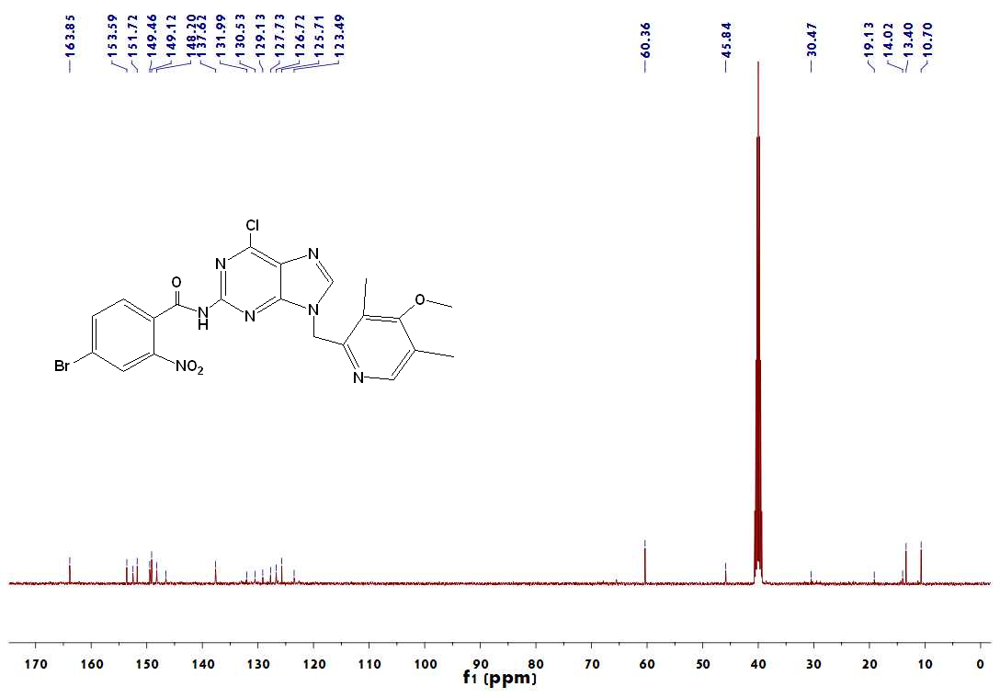 163.85
153.59
151.72
149.46
149.12
148.20
137.62
131.99
130.53
129.13
127.73
126.72
125.71
123.49
60.36
45.84
30.47
19.13
14.02
13.40
10.70
Cl
N
N
O
N
H
N
N
O
Br
NO2
N
170 160 150 140 130 120 110 100 90 80 70 60 50 40 30 20 10 0
f1 (ppm)